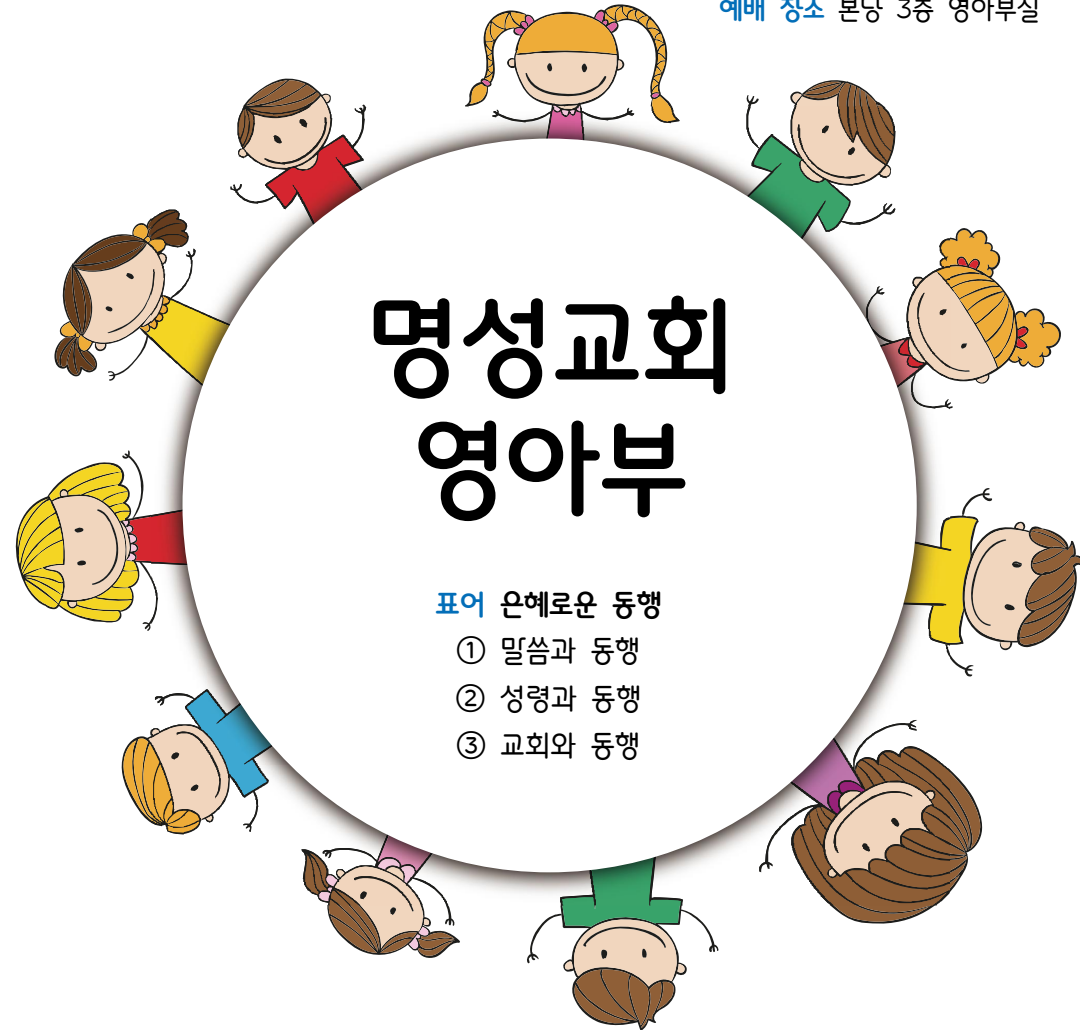 예배 장소 본당 3층 영아부실
명성교회
영아부
표어 은혜로운 동행
① 말씀과 동행
② 성령과 동행
③ 교회와 동행